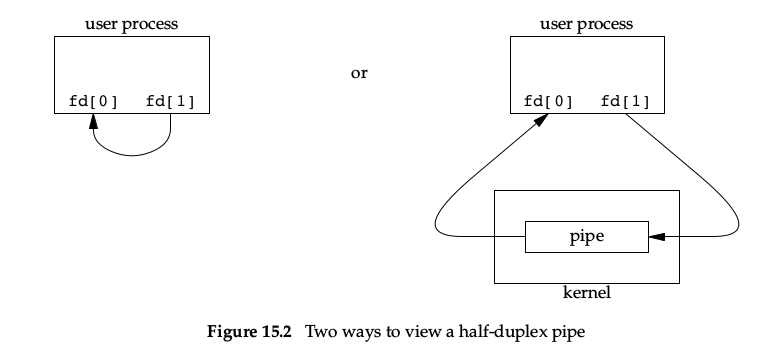 user process
fd[0] fd[1]
or
user process
fd[0] fd[1]
pipe
kernel
Figure 15.2 Two ways to view a half-duplex pipe